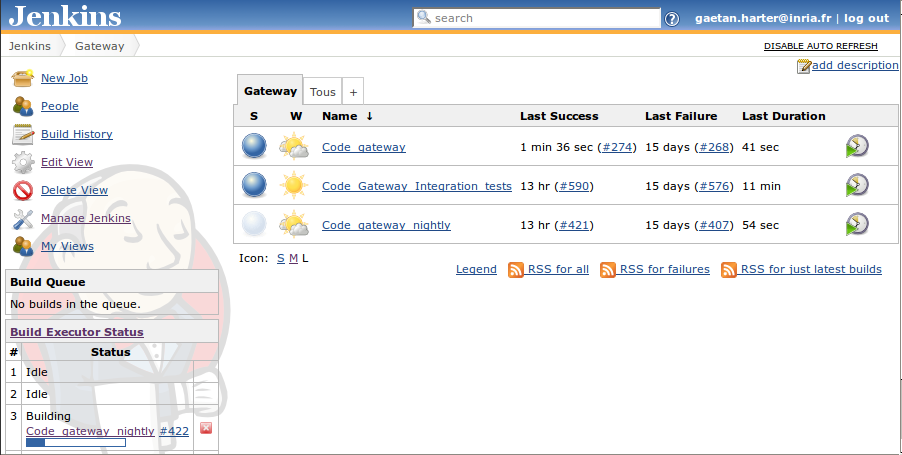 Jenkins
search
gaetan.harter@inria.fr | log out
Jenkins Gateway
DISABLE AUTO REFRESH
add description
New Job
People
Build History
Edit View
Delete View
Manage Jenkins
My Views
Gateway Tous +
S W Name ↓ Last Success Last Failure Last Duration
Code_gateway 1 min 36 sec (#274) 15 days (#268) 41 sec
Code_Gateway_Integration_tests 13 hr (#590) 15 days (#576) 11 min
Code_gateway_nightly 13 hr (#421) 15 days (#407) 54 sec
Icon: S M L
Legend RSS for all RSS for failures RSS for just latest builds
Build Queue
No builds in the queue.
Build Executor Status
# Status
1 Idle
2 Idle
3 Building
Code_gateway_nightly #422